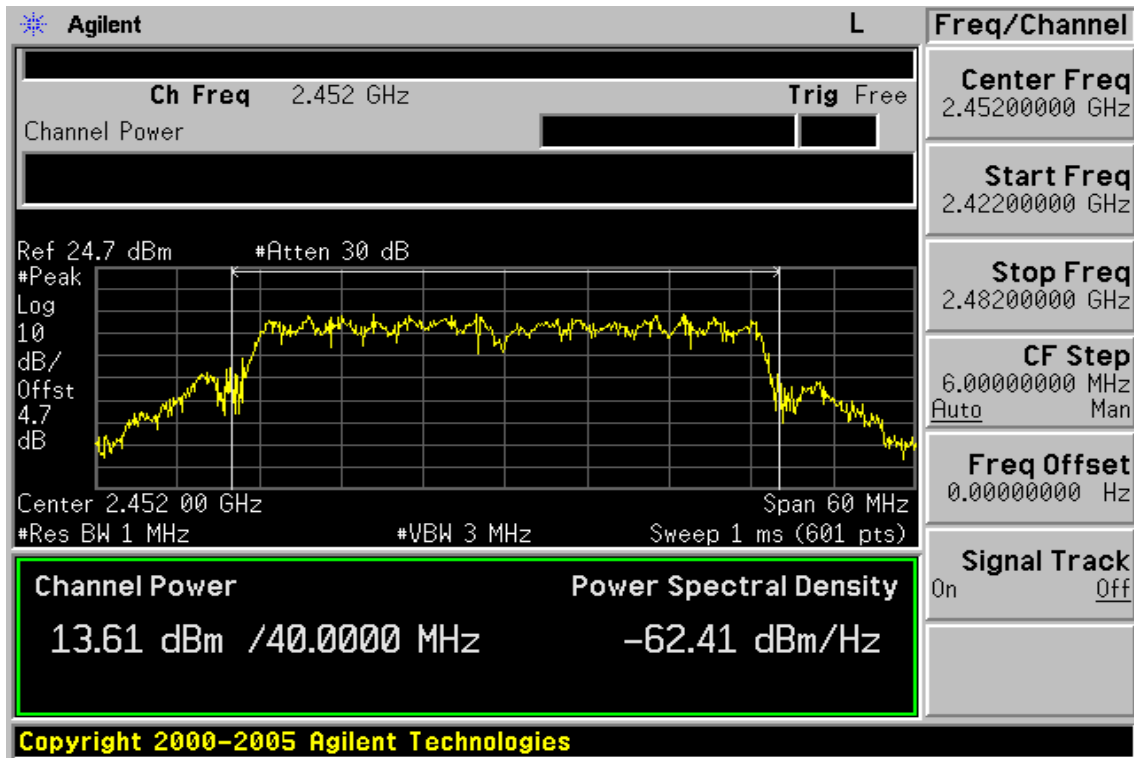 Agilent
L
Freq/Channel
Ch Freq 2.452 GHz
Trig Free
Channel Power
Center Freq
2.45200000 GHz
Start Freq
2.42200000 GHz
Stop Freq
2.48200000 GHz
CF Step
6.00000000 MHz
Auto Man
Freq Offset
0.00000000 Hz
Signal Track
On Off
Ref 24.7 dBm
#Atten 30 dB
#Peak
Log
10
dB/
Offst
4.7
dB
Center 2.452 00 GHz
Span 60 MHz
#Res BW 1 MHz
#VBW 3 MHz
Sweep 1 ms (601 pts)
Channel Power
Power Spectral Density
13.61 dBm /40.0000 MHz
-62.41 dBm/Hz
Copyright 2000-2005 Agilent Technologies